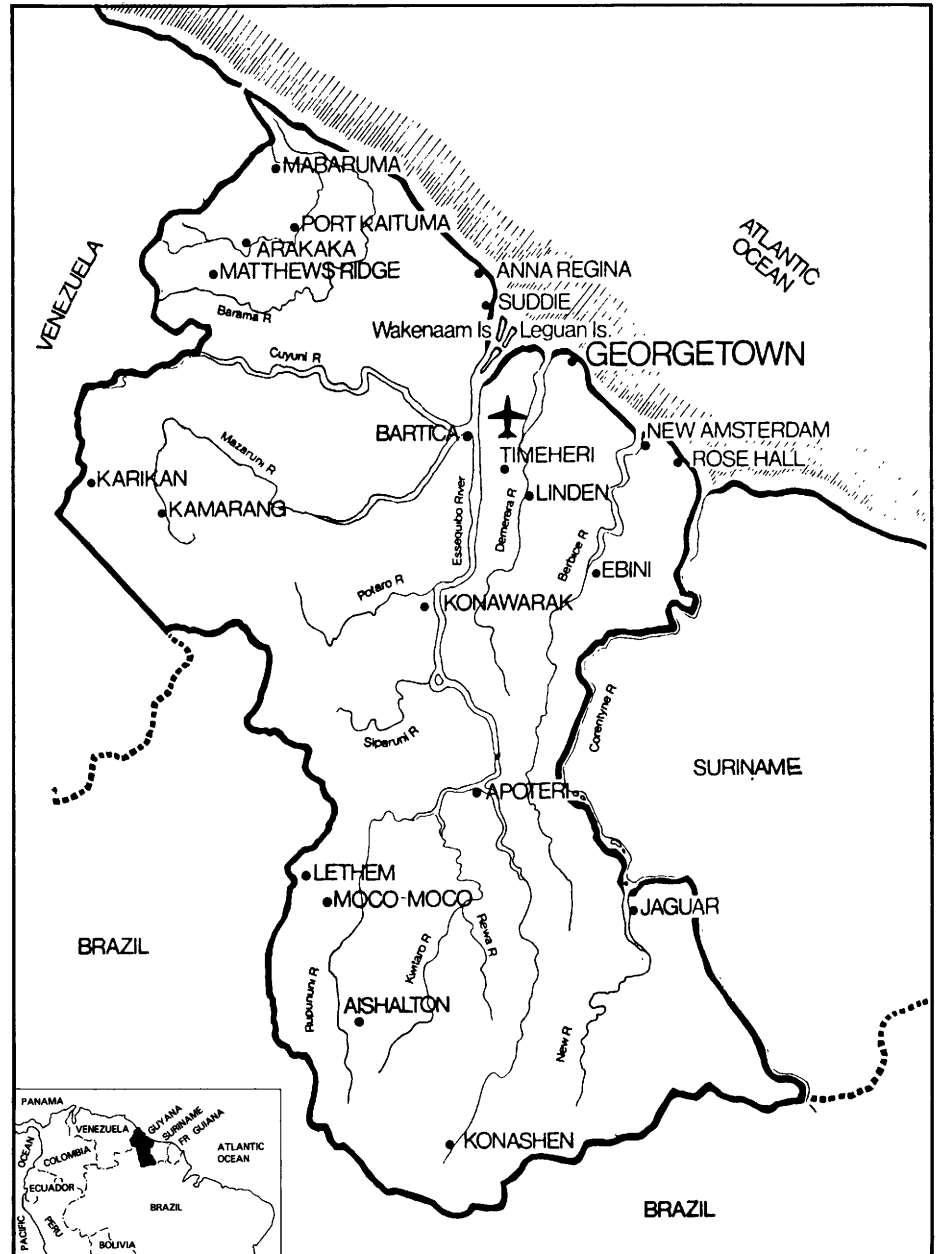 MABARUMA
PORT KAITUMA
ARAKAKA
MATTHEWS RIDGE
Barama R
VENEZUELA
ATLANTIC
OCEAN
ANNA REGINA
SUDDIE
Wakenaam Is
Leguan Is.
GEORGETOWN
Cuyuni R
BARTICA
TIMEHERI
NEW AMSTERDAM
ROSE HALL
Mazaruni R
KARIKAN
KAMARANG
LINDEN
Essequibo River
Demerera R
Berbice R
EBINI
Potaro R
KONAWARAK
Siparuni R
Corentyne R
SURINAME
APOTERI
LETHEM
MOCO-MOCO
JAGUAR
BRAZIL
Rewa R
Kwitaro R
Rupununi R
AISHALTON
New R
KONASHEN
BRAZIL
PANAMA
VENEZUELA
GUYANA
SURINAME
FR GUIANA
ATLANTIC
OCEAN
COLOMBIA
ECUADOR
BRAZIL
PERU
PACIFIC
OCEAN
BOLIVIA